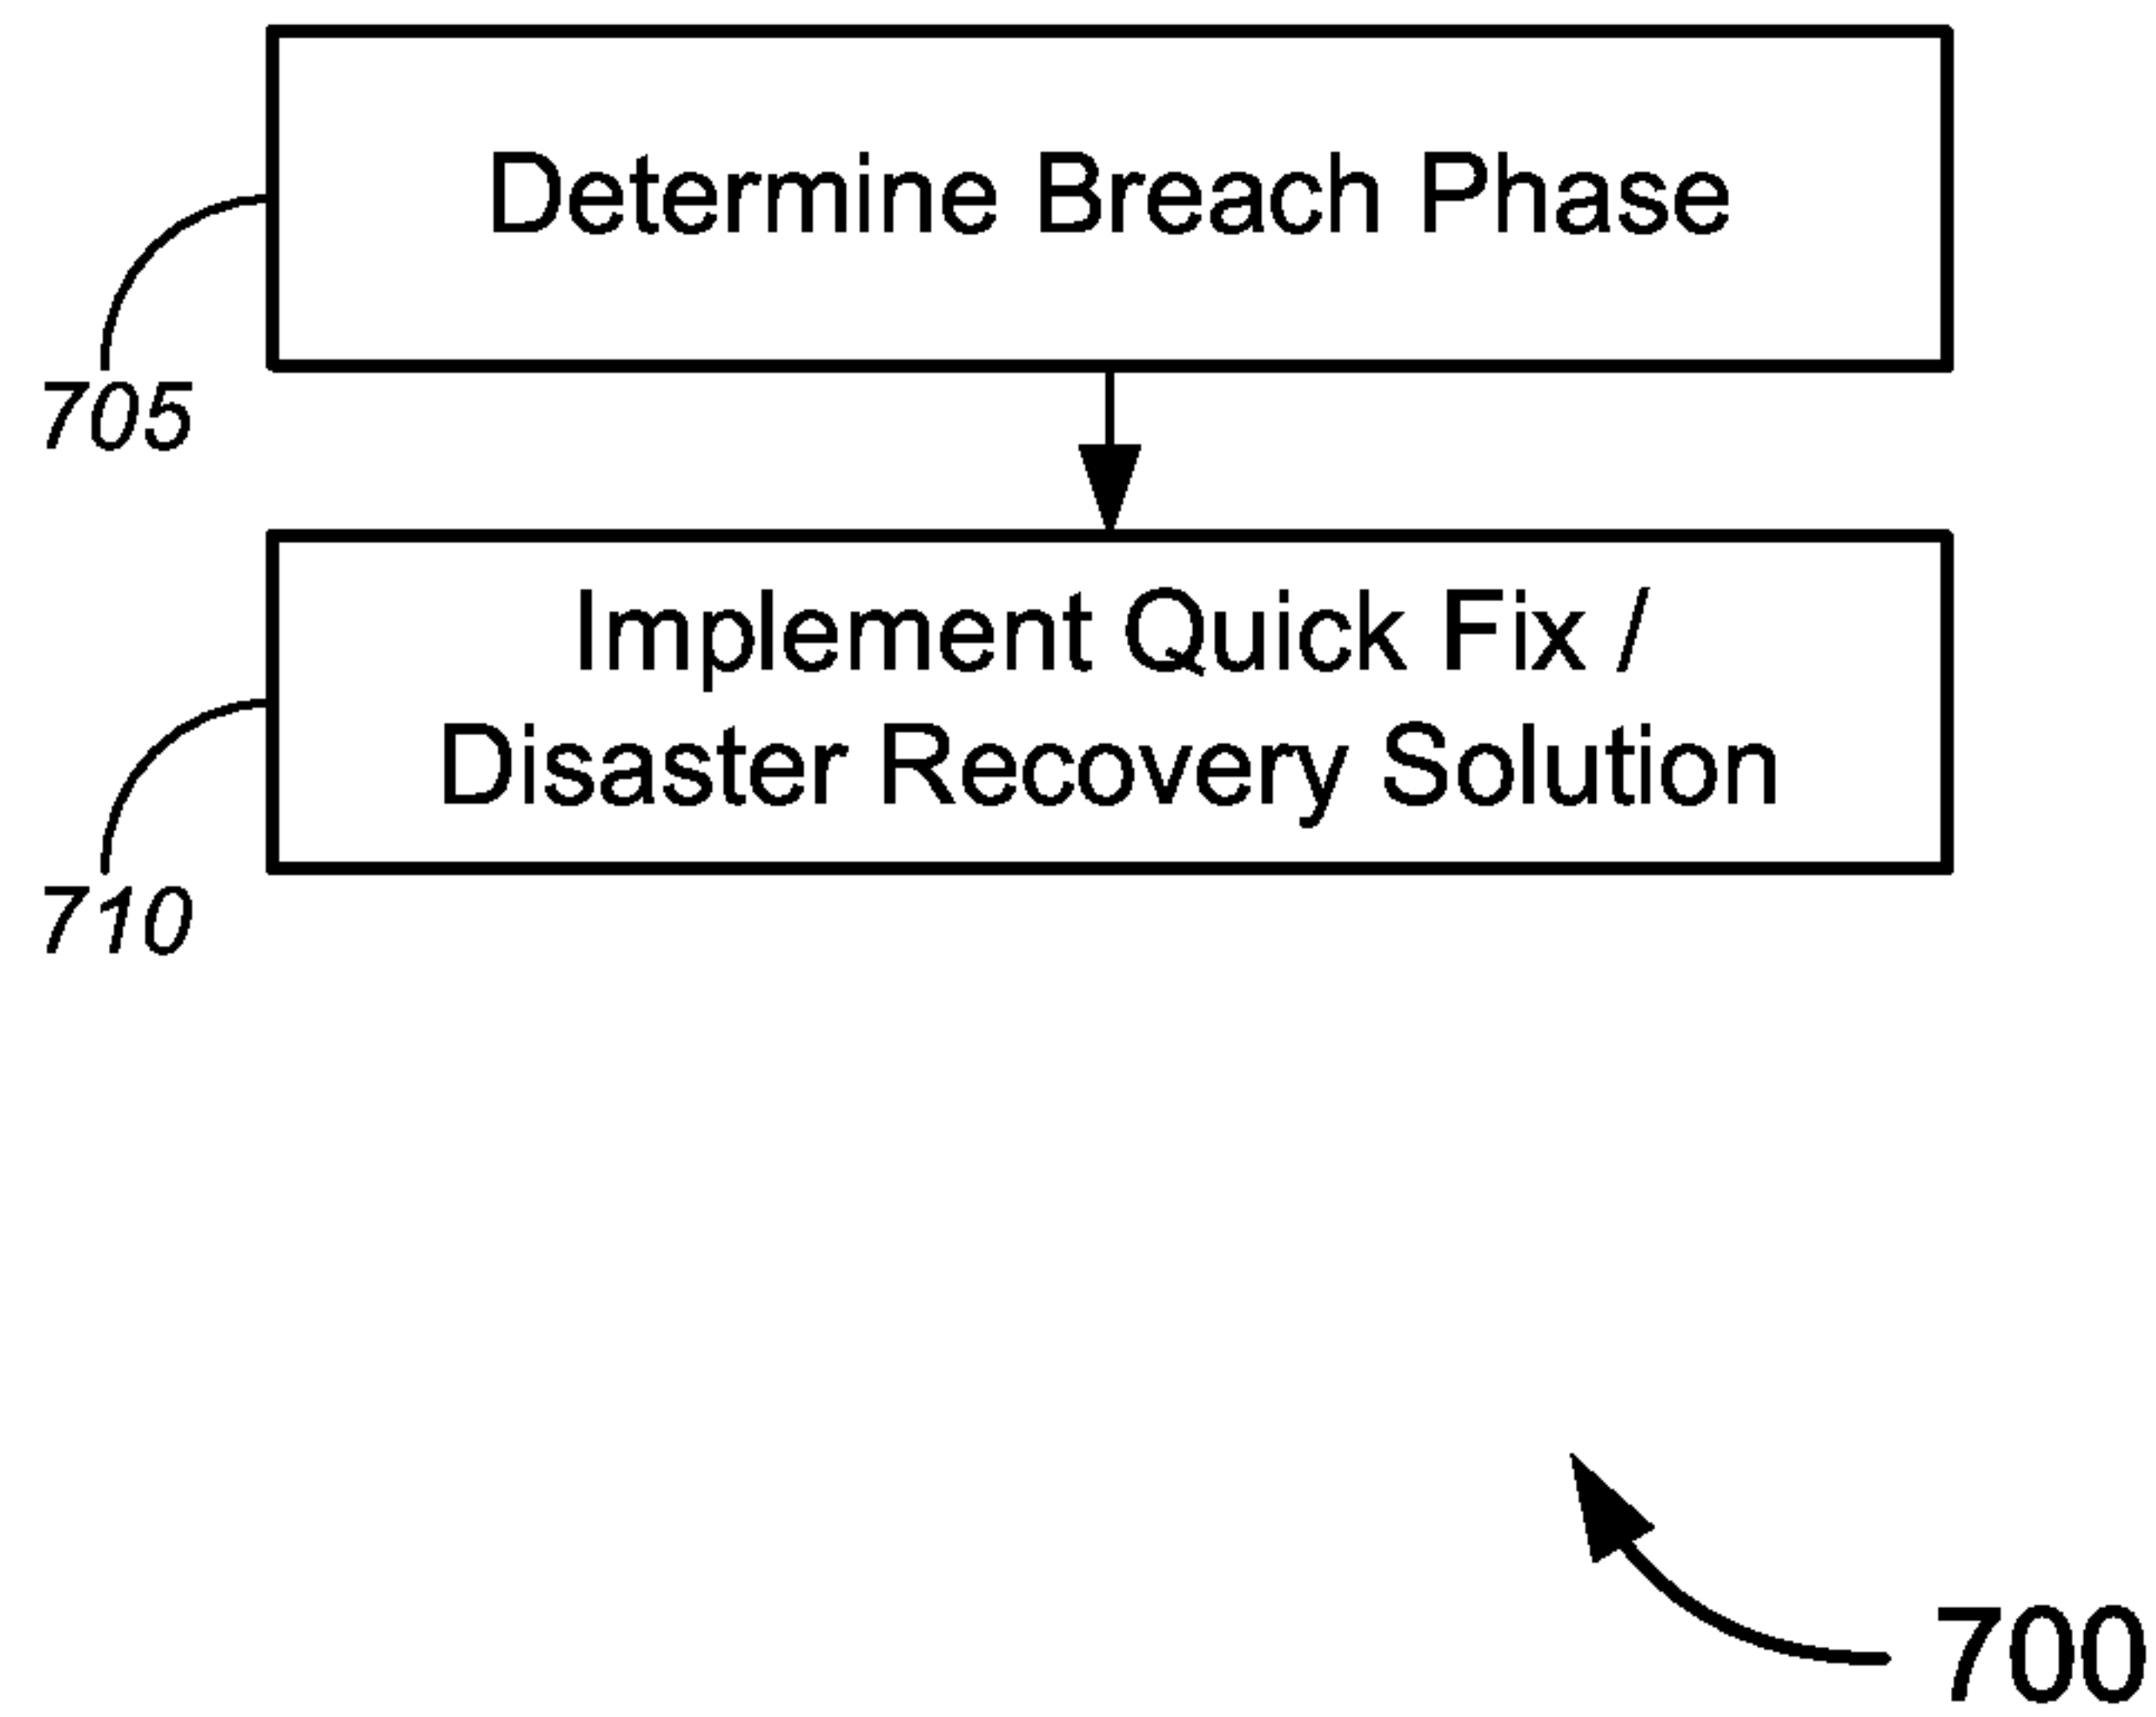 Determine Breach Phase
705
Implement Quick Fix /
Disaster Recovery Solution
710
700